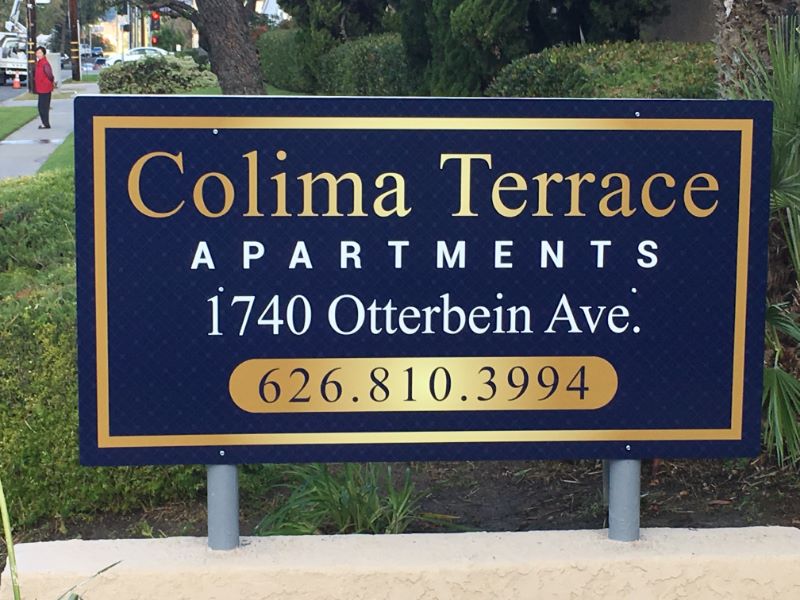 Colima Terrace
APARTMENTS
1740 Otterbein Ave.
626.810.3994